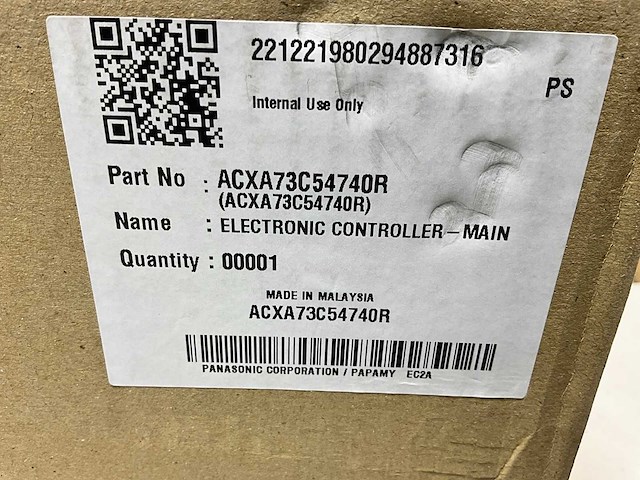 221221980294887316
PS
Internal Use Only
Part No : ACXA73C54740R
(ACXA73C54740R)
Name : ELECTRONIC CONTROLLER-MAIN
Quantity : 00001
MADE IN MALAYSIA
ACXA73C54740R
PANASONIC CORPORATION / PAPAMY EC2A